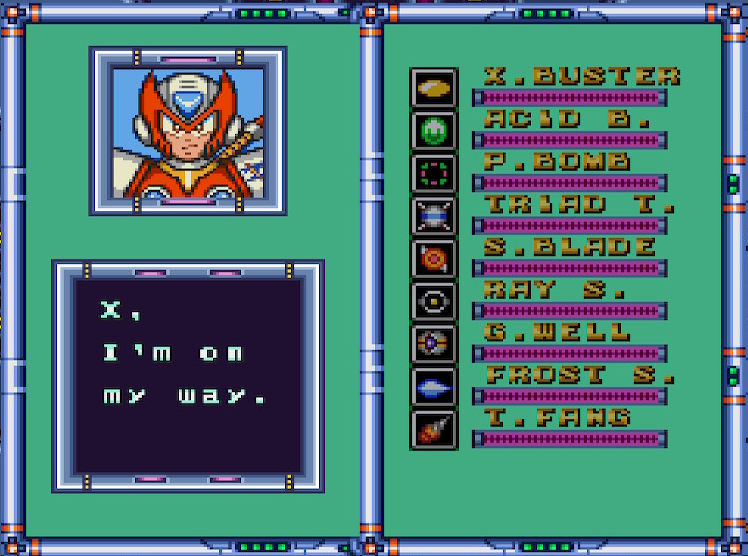 X,
I'm on
my way.
X.BUSTER
ACID B.
P.BOMB
TRIAD T.
S.BLADE
RAY S.
G.WELL
FROST S.
T.FANG